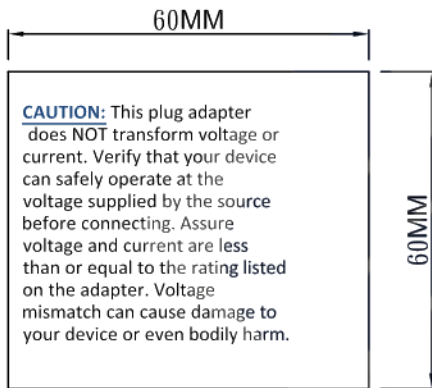 60MM
CAUTION: This plug adapter
does NOT transform voltage or
current. Verify that your device
can safely operate at the
voltage supplied by the source
before connecting. Assure
voltage and current are less
than or equal to the rating listed
on the adapter. Voltage
mismatch can cause damage to
your device or even bodily harm.
60MM